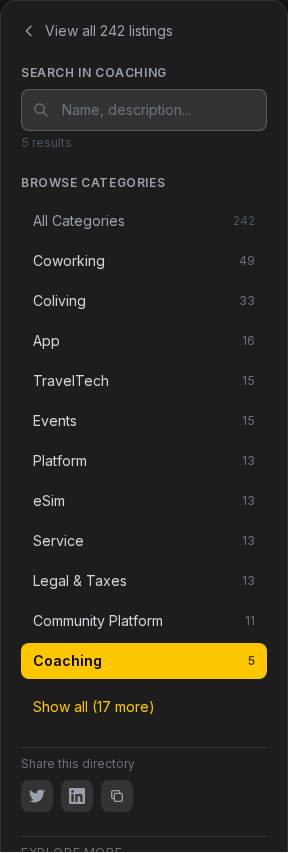 View all 242 listings
SEARCH IN COACHING
Name, description...
5 results
BROWSE CATEGORIES
All Categories 242
Coworking 49
Coliving 33
App 16
TravelTech 15
Events 15
Platform 13
eSim 13
Service 13
Legal & Taxes 13
Community Platform 11
Coaching 5
Show all (17 more)
Share this directory
EXPLORE MORE